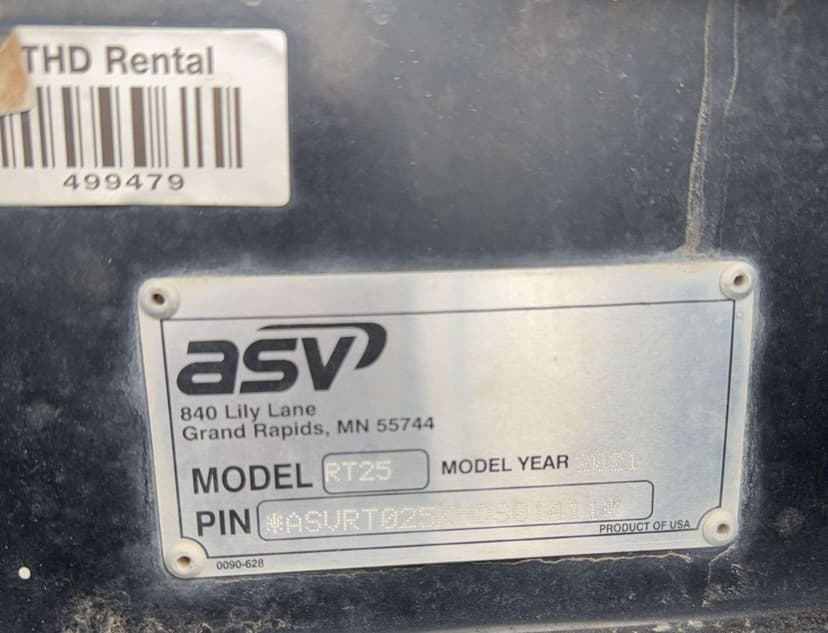 THD Rental
499479
asv
840 Lily Lane
Grand Rapids, MN 55744
MODEL RT25 MODEL YEAR 2021
PIN
PRODUCT OF USA
0090-628